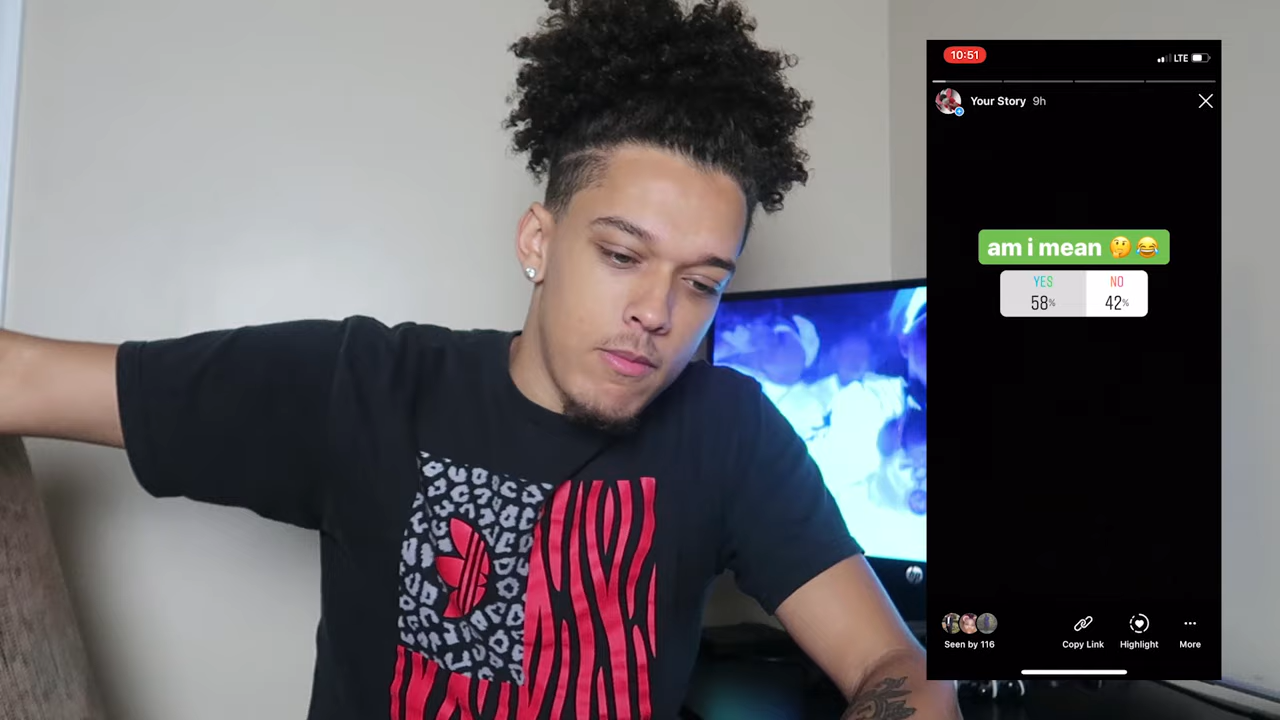 10:51
LTE
Your Story 9h
am i mean 🤔😂
YES NO
58% 42%
hp
Seen by 116
Copy Link
Highlight
More